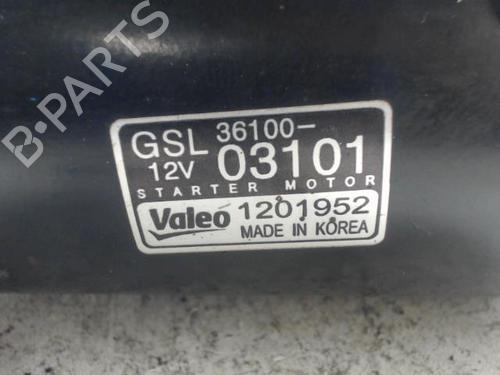 GSL 36100-
12V 03101
STARTER MOTOR
Valeo 1201952
MADE IN KOREA
B-PARTS